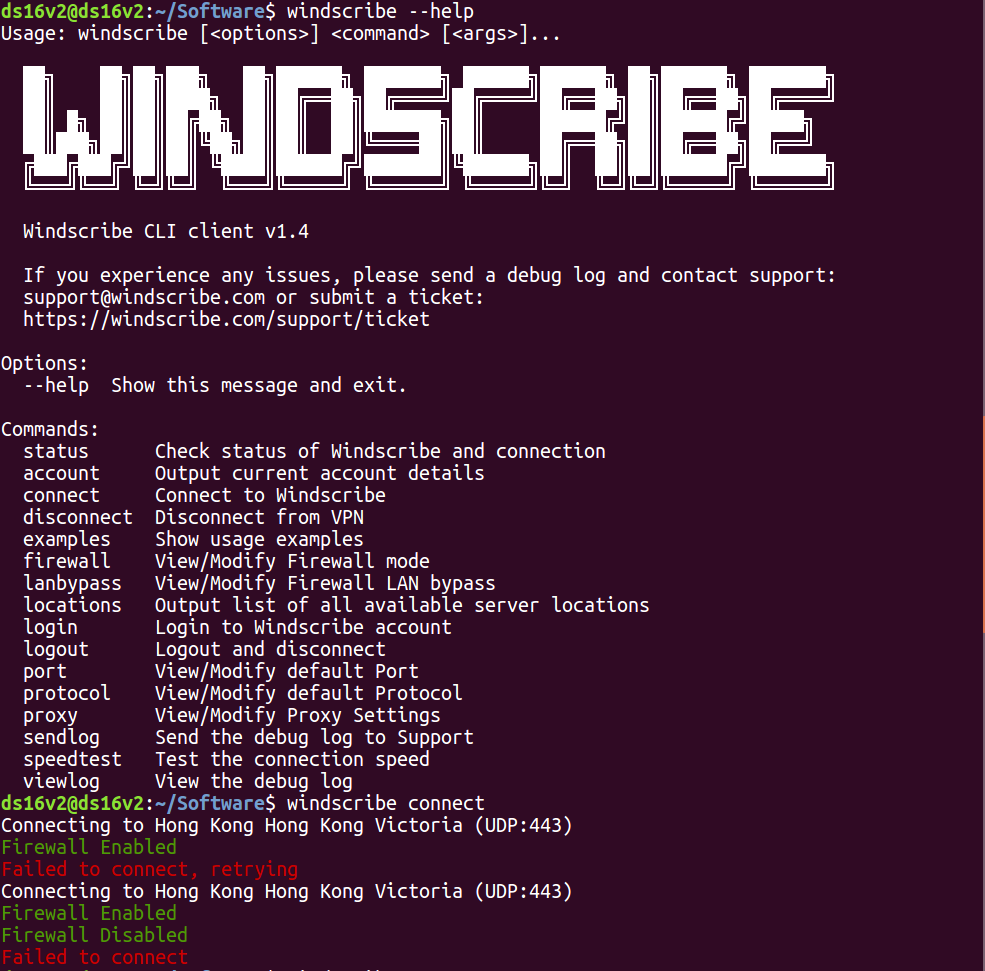 ds16v2@ds16v2:~/Software$ windscribe --help
Usage: windscribe [<options>] <command> [<args>]...
WINDSCRIBE
Windscribe CLI client v1.4
If you experience any issues, please send a debug log and contact support:
support@windscribe.com or submit a ticket:
https://windscribe.com/support/ticket
Options:
--help  Show this message and exit.
Commands:
status      Check status of Windscribe and connection
account     Output current account details
connect     Connect to Windscribe
disconnect  Disconnect from VPN
examples    Show usage examples
firewall    View/Modify Firewall mode
lanbypass   View/Modify Firewall LAN bypass
locations   Output list of all available server locations
login       Login to Windscribe account
logout      Logout and disconnect
port        View/Modify default Port
protocol    View/Modify default Protocol
proxy       View/Modify Proxy Settings
sendlog     Send the debug log to Support
speedtest   Test the connection speed
viewlog     View the debug log
ds16v2@ds16v2:~/Software$ windscribe connect
Connecting to Hong Kong Hong Kong Victoria (UDP:443)
Firewall Enabled
Failed to connect, retrying
Connecting to Hong Kong Hong Kong Victoria (UDP:443)
Firewall Enabled
Firewall Disabled
Failed to connect